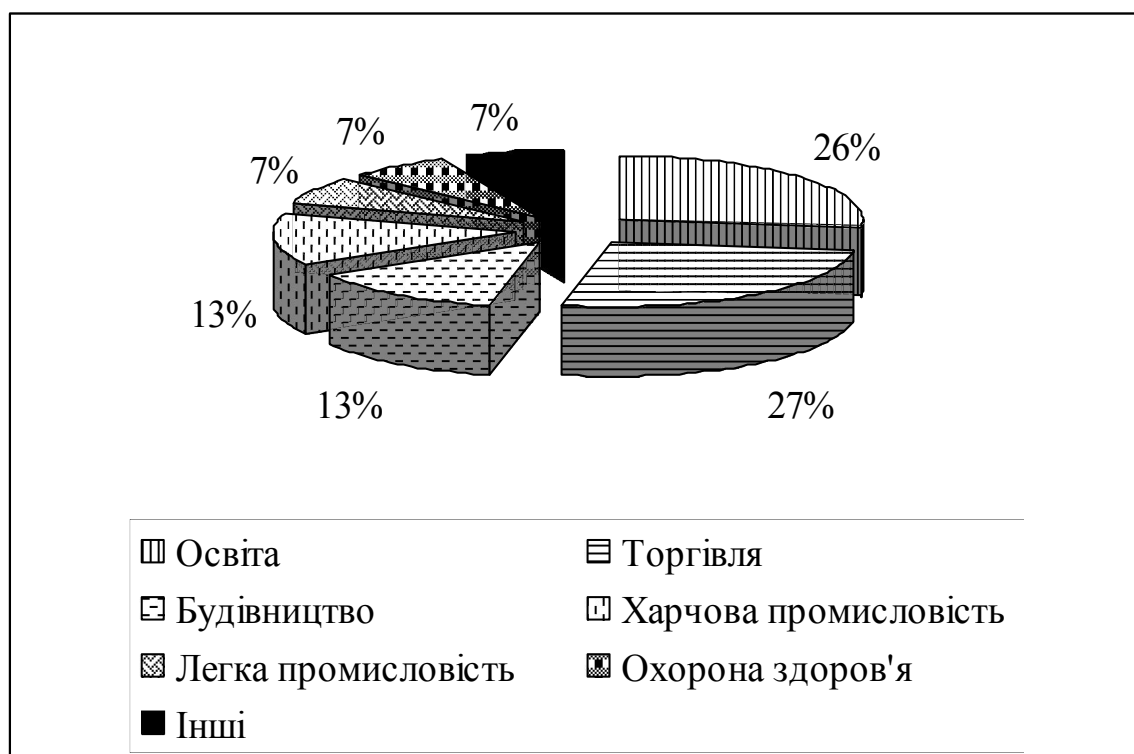 7%
7%
7%
26%
13%
13%
27%
Освіта
Торгівля
Будівництво
Харчова промисловість
Легка промисловість
Охорона здоров'я
Інші